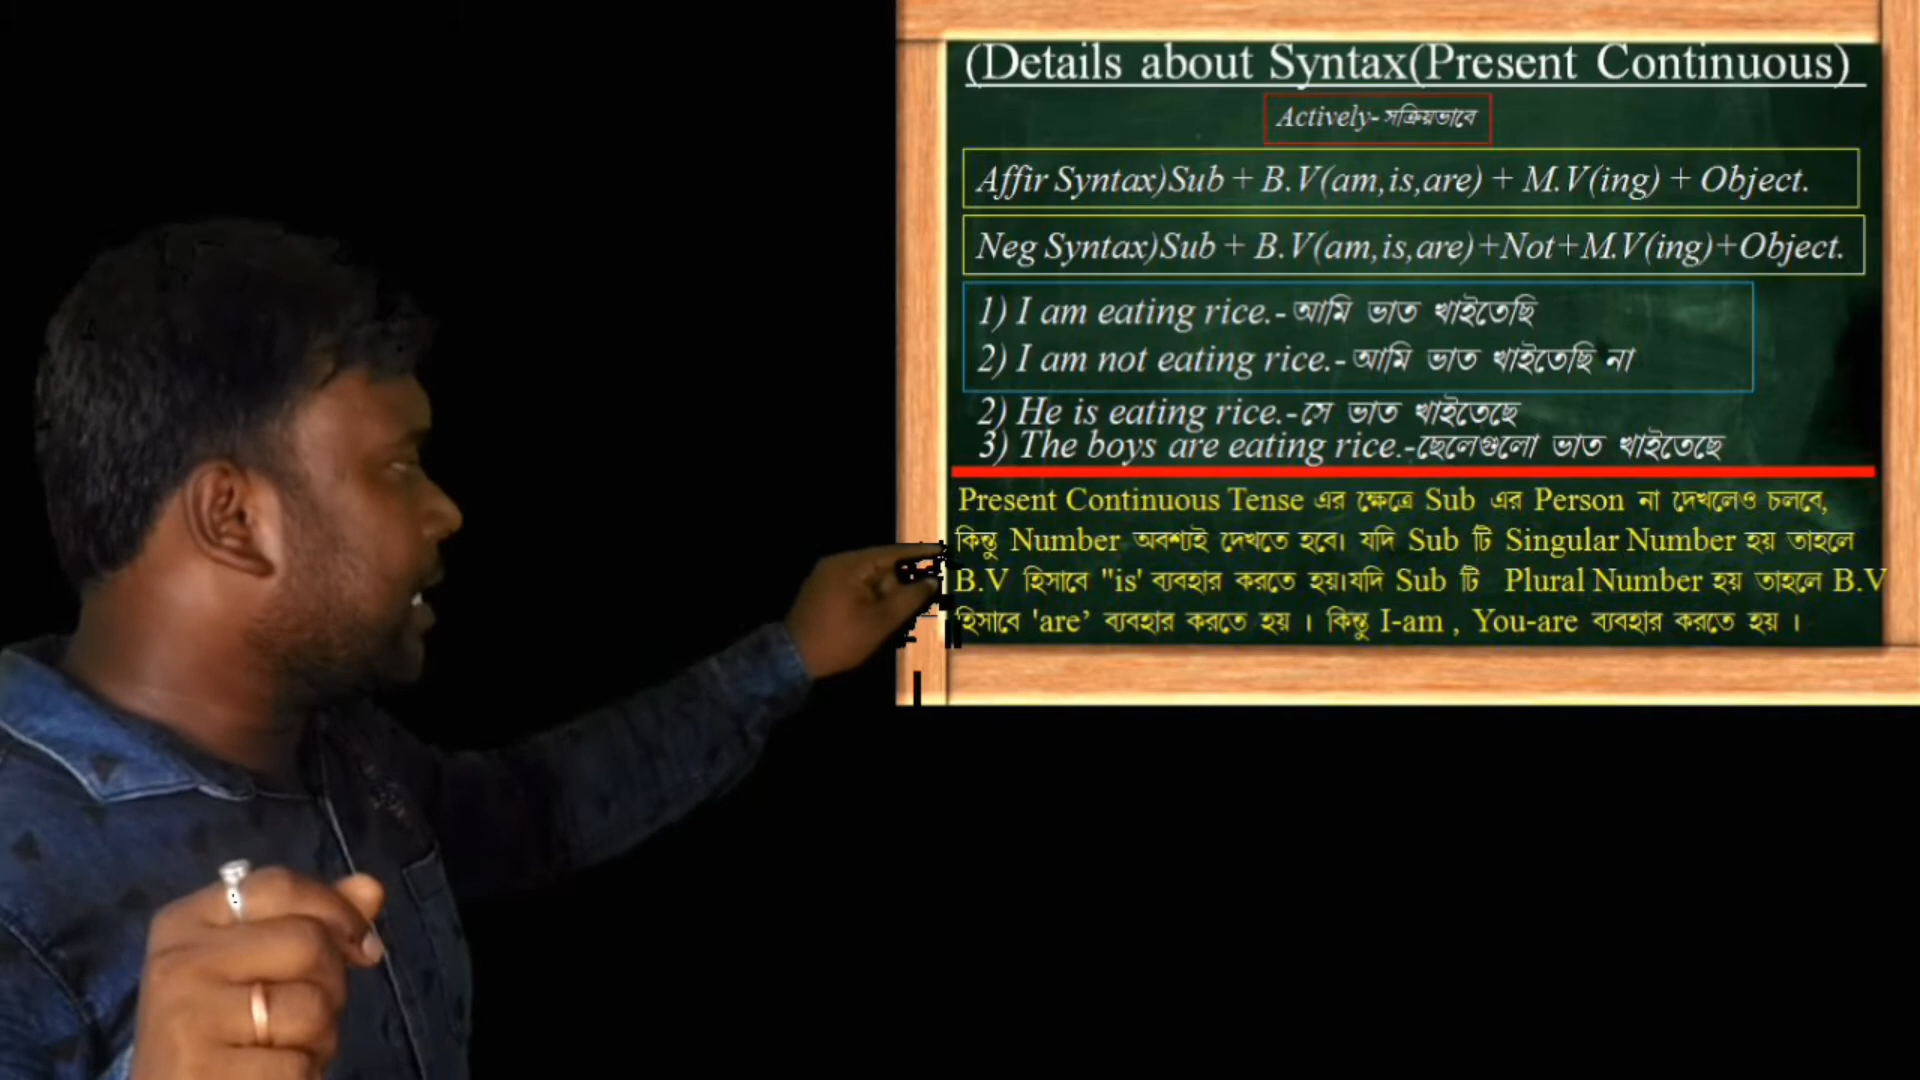 (Details about Syntax(Present Continuous)
Actively-সক্রিয়ভাবে
Affir Syntax)Sub + B.V(am,is,are) + M.V(ing) + Object.
Neg Syntax)Sub + B.V(am,is,are)+Not+M.V(ing)+Object.
1) I am eating rice.-আমি ভাত খাইতেছি
2) I am not eating rice.-আমি ভাত খাইতেছি না
2) He is eating rice.-সে ভাত খাইতেছে
3) The boys are eating rice.-ছেলেগুলো ভাত খাইতেছে
Present Continuous Tense এর ক্ষেত্রে Sub এর Person না দেখলেও চলবে,
কিন্তু Number অবশ্যই দেখতে হবে। যদি Sub টি Singular Number হয় তাহলে
B.V হিসাবে "is' ব্যবহার করতে হয়।যদি Sub টি Plural Number হয় তাহলে B.V
হিসাবে 'are’ ব্যবহার করতে হয় । কিন্তু I-am , You-are ব্যবহার করতে হয় ।